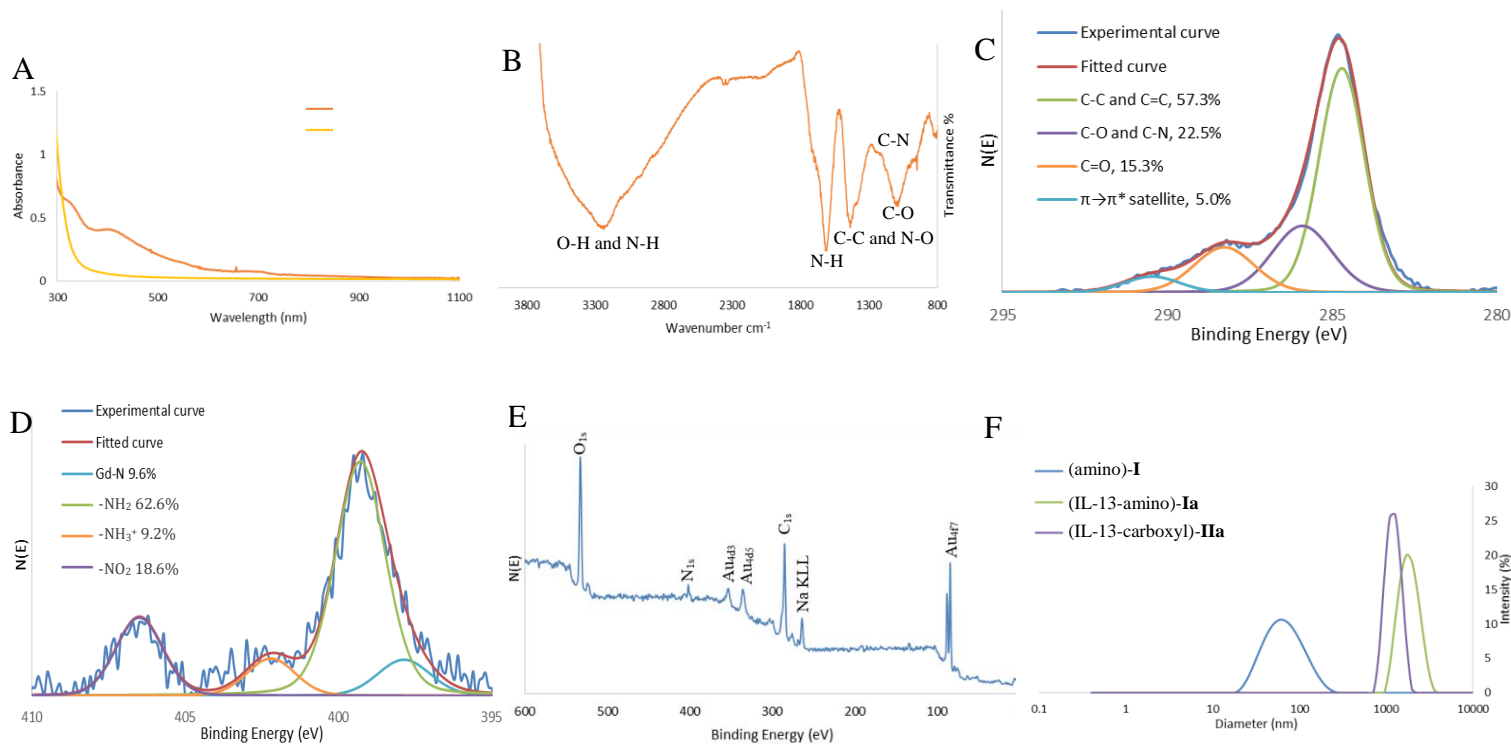 A
1.5
1
0.5
0
Absorbance
300 500 700 900 1100
Wavelength (nm)
B
C-N
C-O
O-H and N-H
C-C and N-O
N-H
Transmittance %
3800 3300 2800 2300 1800 1300 800
Wavenumber cm-1
C
Experimental curve
Fitted curve
C-C and C=C, 57.3%
C-O and C-N, 22.5%
C=O, 15.3%
π→π* satellite, 5.0%
N(E)
295 290 285 280
Binding Energy (eV)
D
Experimental curve
Fitted curve
Gd-N 9.6%
-NH2 62.6%
-NH3+ 9.2%
-NO2 18.6%
N(E)
410 405 400 395
Binding Energy (eV)
E
O1s
N1s
Au4d3
Au4d5
C1s
Na KLL
Au4f7
N(E)
600 500 400 300 200 100
Binding Energy (eV)
F
(amino)-I
(IL-13-amino)-Ia
(IL-13-carboxyl)-IIa
30
25
20
15
10
5
0
Intensity (%)
0.1 1 10 100 1000 10000
Diameter (nm)